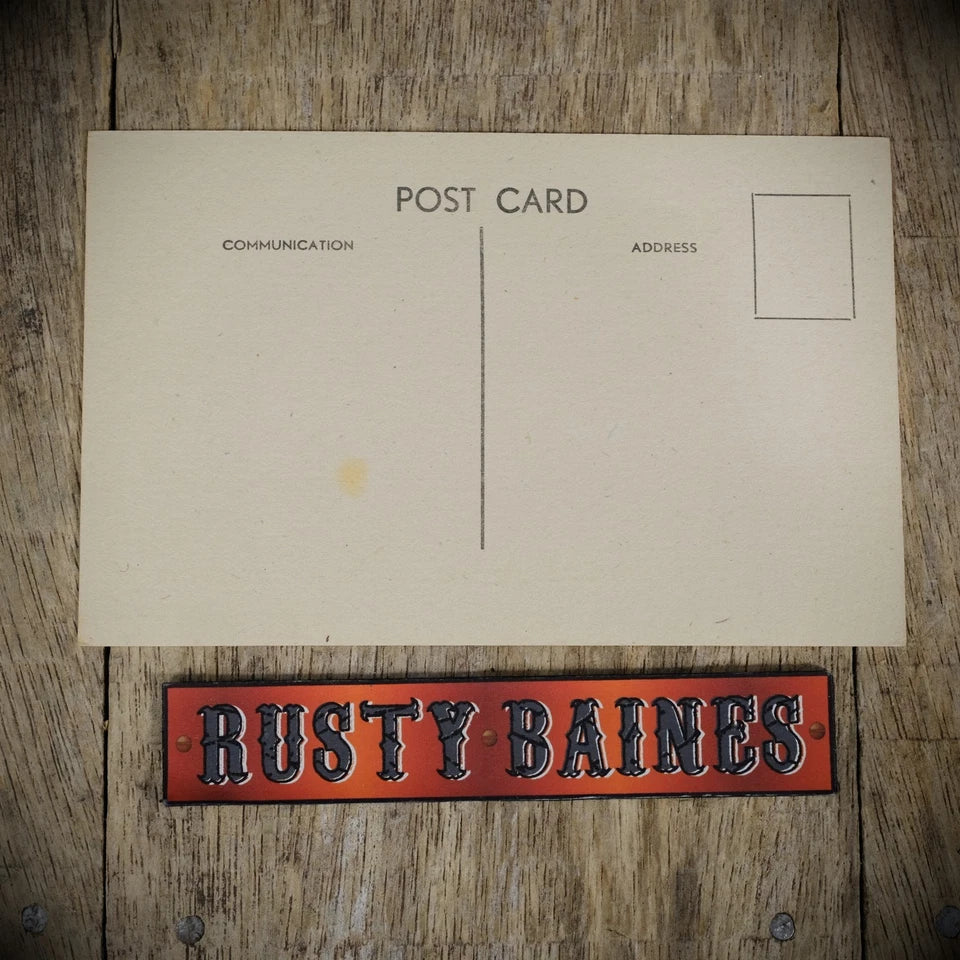 POST CARD
COMMUNICATION
ADDRESS
RUSTY BAINES